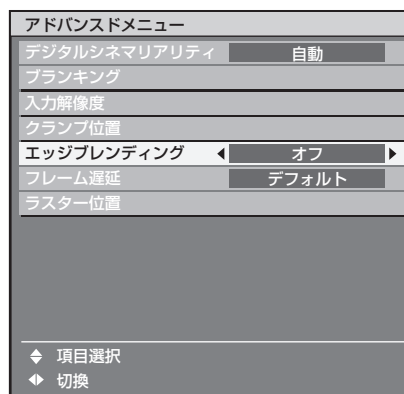 アドバンスドメニュー
デジタルシネマリアリティ 自動
ブランキング
入力解像度
クランプ位置
エッジブレンディング オフ
フレーム遅延 デフォルト
ラスター位置
項目選択
切換